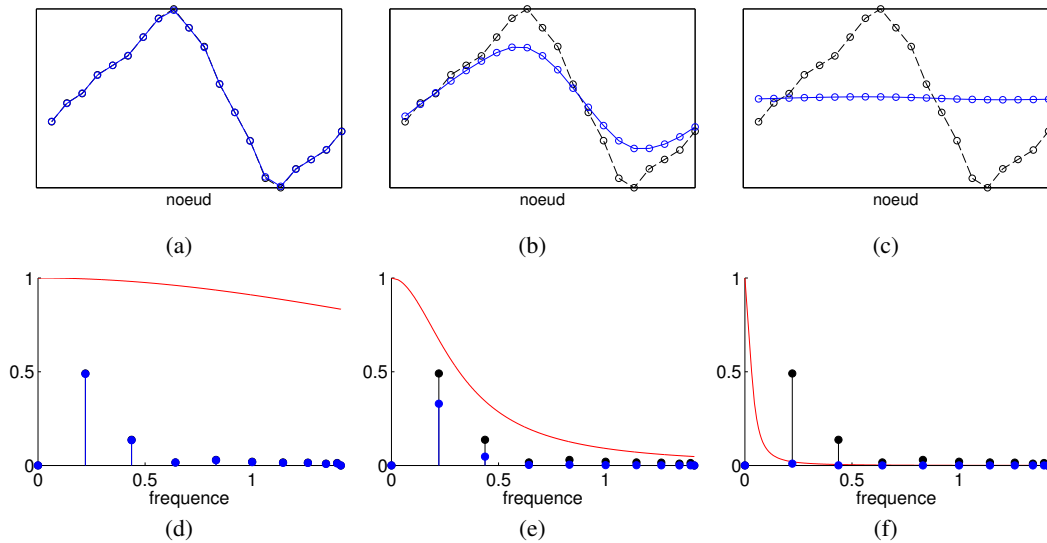 noeud noeud noeud
(a) (b) (c)
1 1 1
0.5 0.5 0.5
0 0 0
0 0.5 1 0 0.5 1 0 0.5 1
frequence frequence frequence
(d) (e) (f)